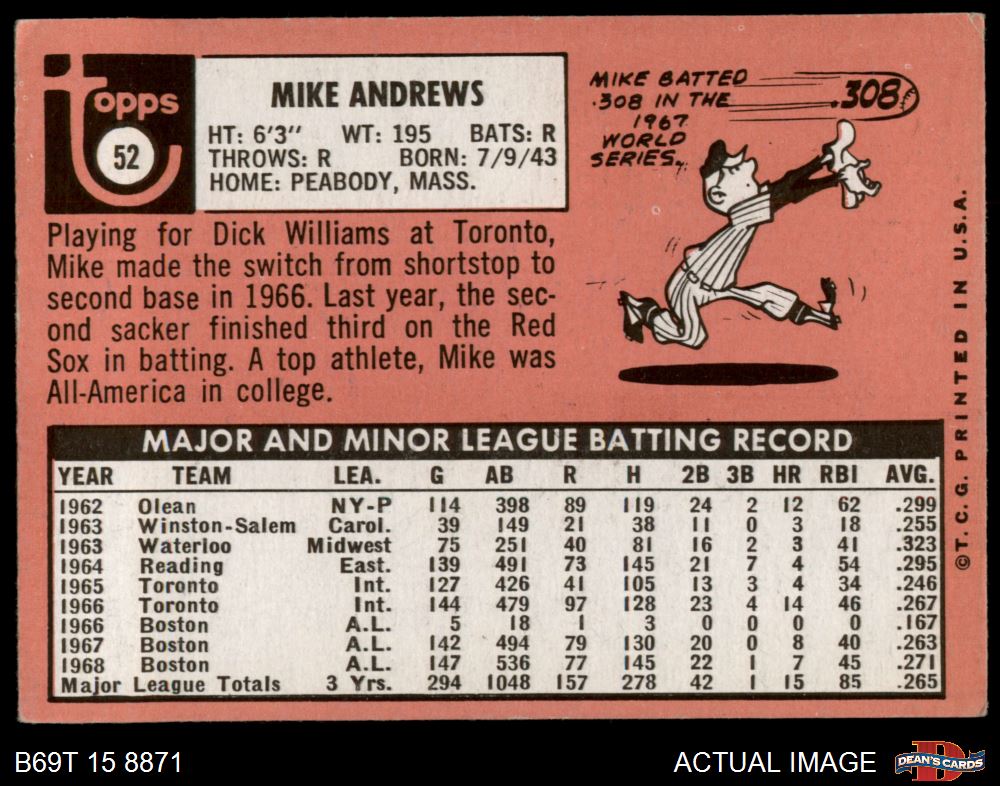 Topps
52
MIKE ANDREWS
HT: 6'3" WT: 195 BATS: R
THROWS: R BORN: 7/9/43
HOME: PEABODY, MASS.
Playing for Dick Williams at Toronto,
Mike made the switch from shortstop to
second base in 1966. Last year, the sec-
ond sacker finished third on the Red
Sox in batting. A top athlete, Mike was
All-America in college.
MIKE BATTED
.308 IN THE
1967
WORLD
SERIES.
.308
MAJOR AND MINOR LEAGUE BATTING RECORD
YEAR TEAM LEA. G AB R H 2B 3B HR RBI AVG.
1962 Olean NY-P 114 398 89 119 24 2 12 62 .299
1963 Winston-Salem Carol. 39 149 21 38 11 0 3 18 .255
1963 Waterloo Midwest 75 251 40 81 16 2 3 41 .323
1964 Reading East. 139 491 73 145 21 7 4 54 .295
1965 Toronto Int. 127 426 41 105 13 3 4 34 .246
1966 Toronto Int. 144 479 97 128 23 4 14 46 .267
1966 Boston A.L. 5 18 1 3 0 0 0 0 .167
1967 Boston A.L. 142 494 79 130 20 0 8 40 .263
1968 Boston A.L. 147 536 77 145 22 1 7 45 .271
Major League Totals 3 Yrs. 294 1048 157 278 42 1 15 85 .265
©T.C.G. PRINTED IN U.S.A.
B69T 15 8871
ACTUAL IMAGE
D
DEAN'S CARDS